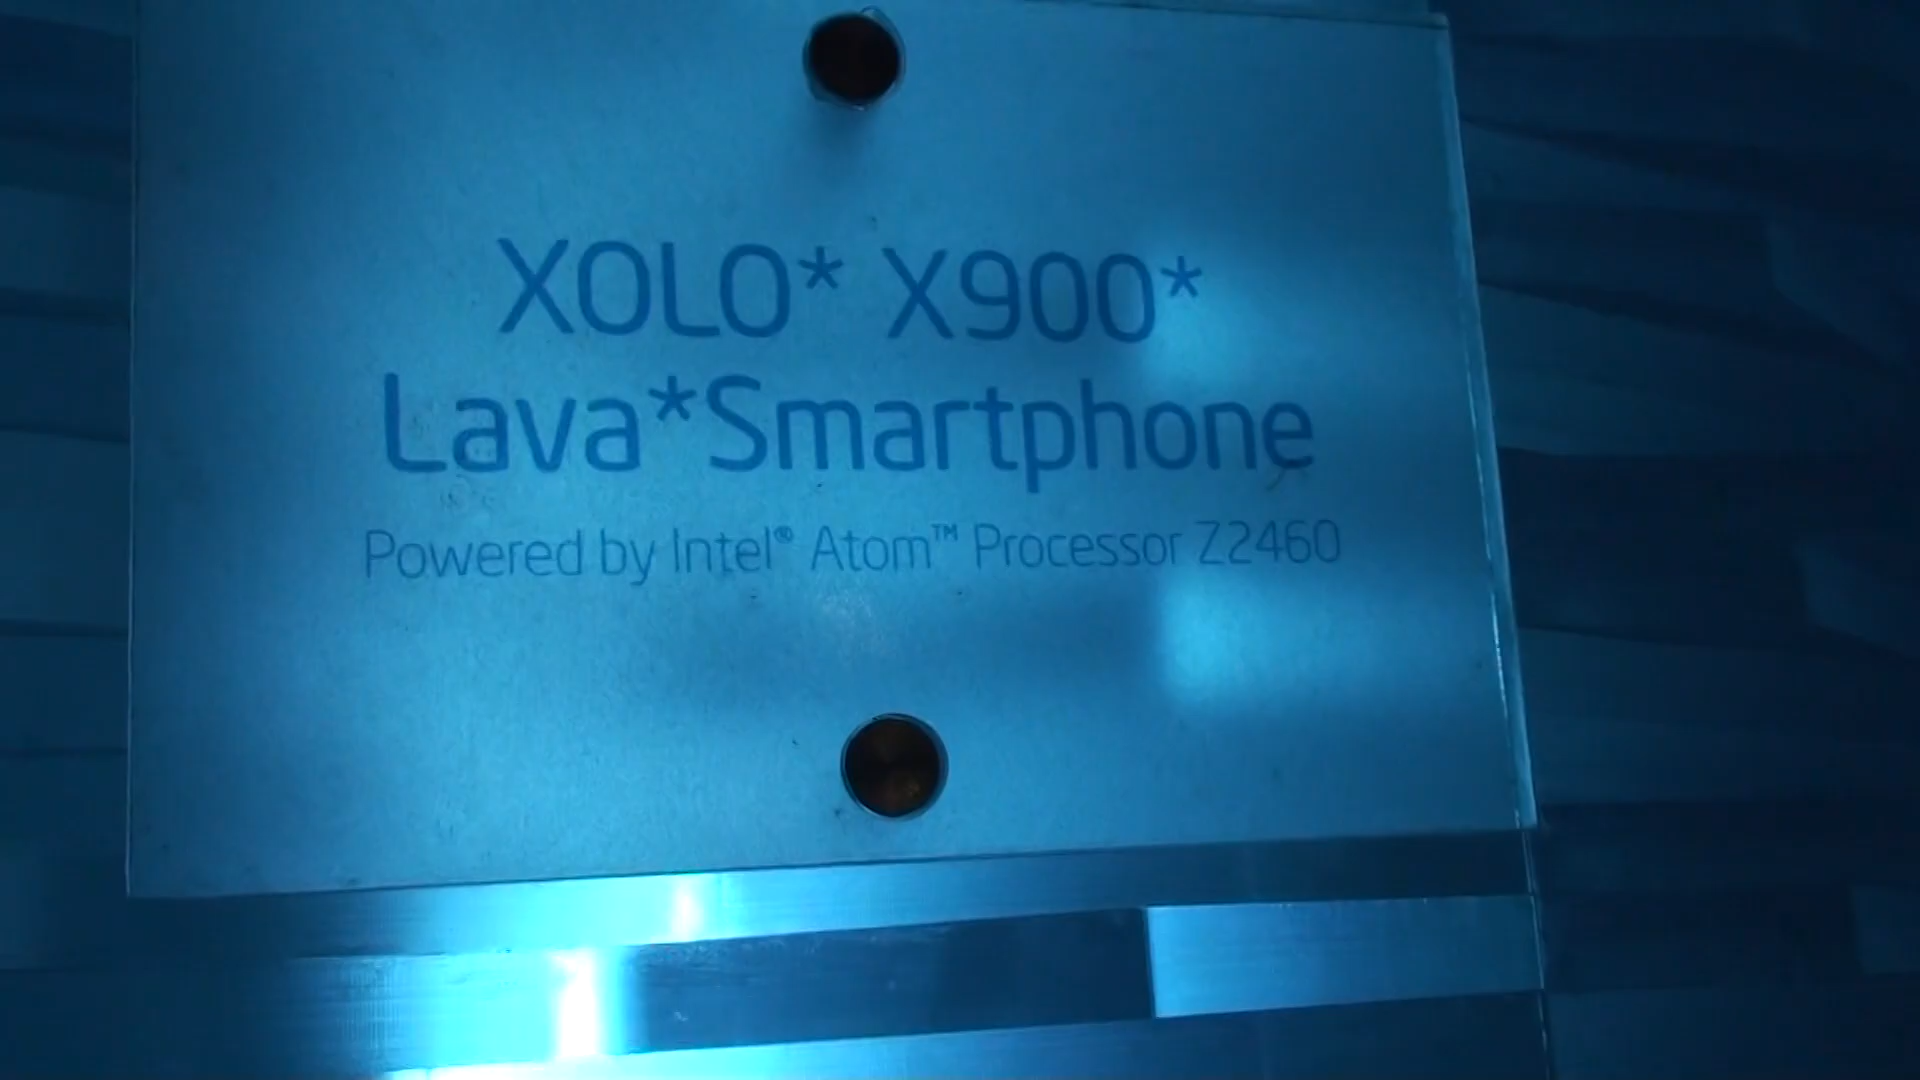 XOLO* X900*
Lava*Smartphone
Powered by Intel® Atom™ Processor Z2460